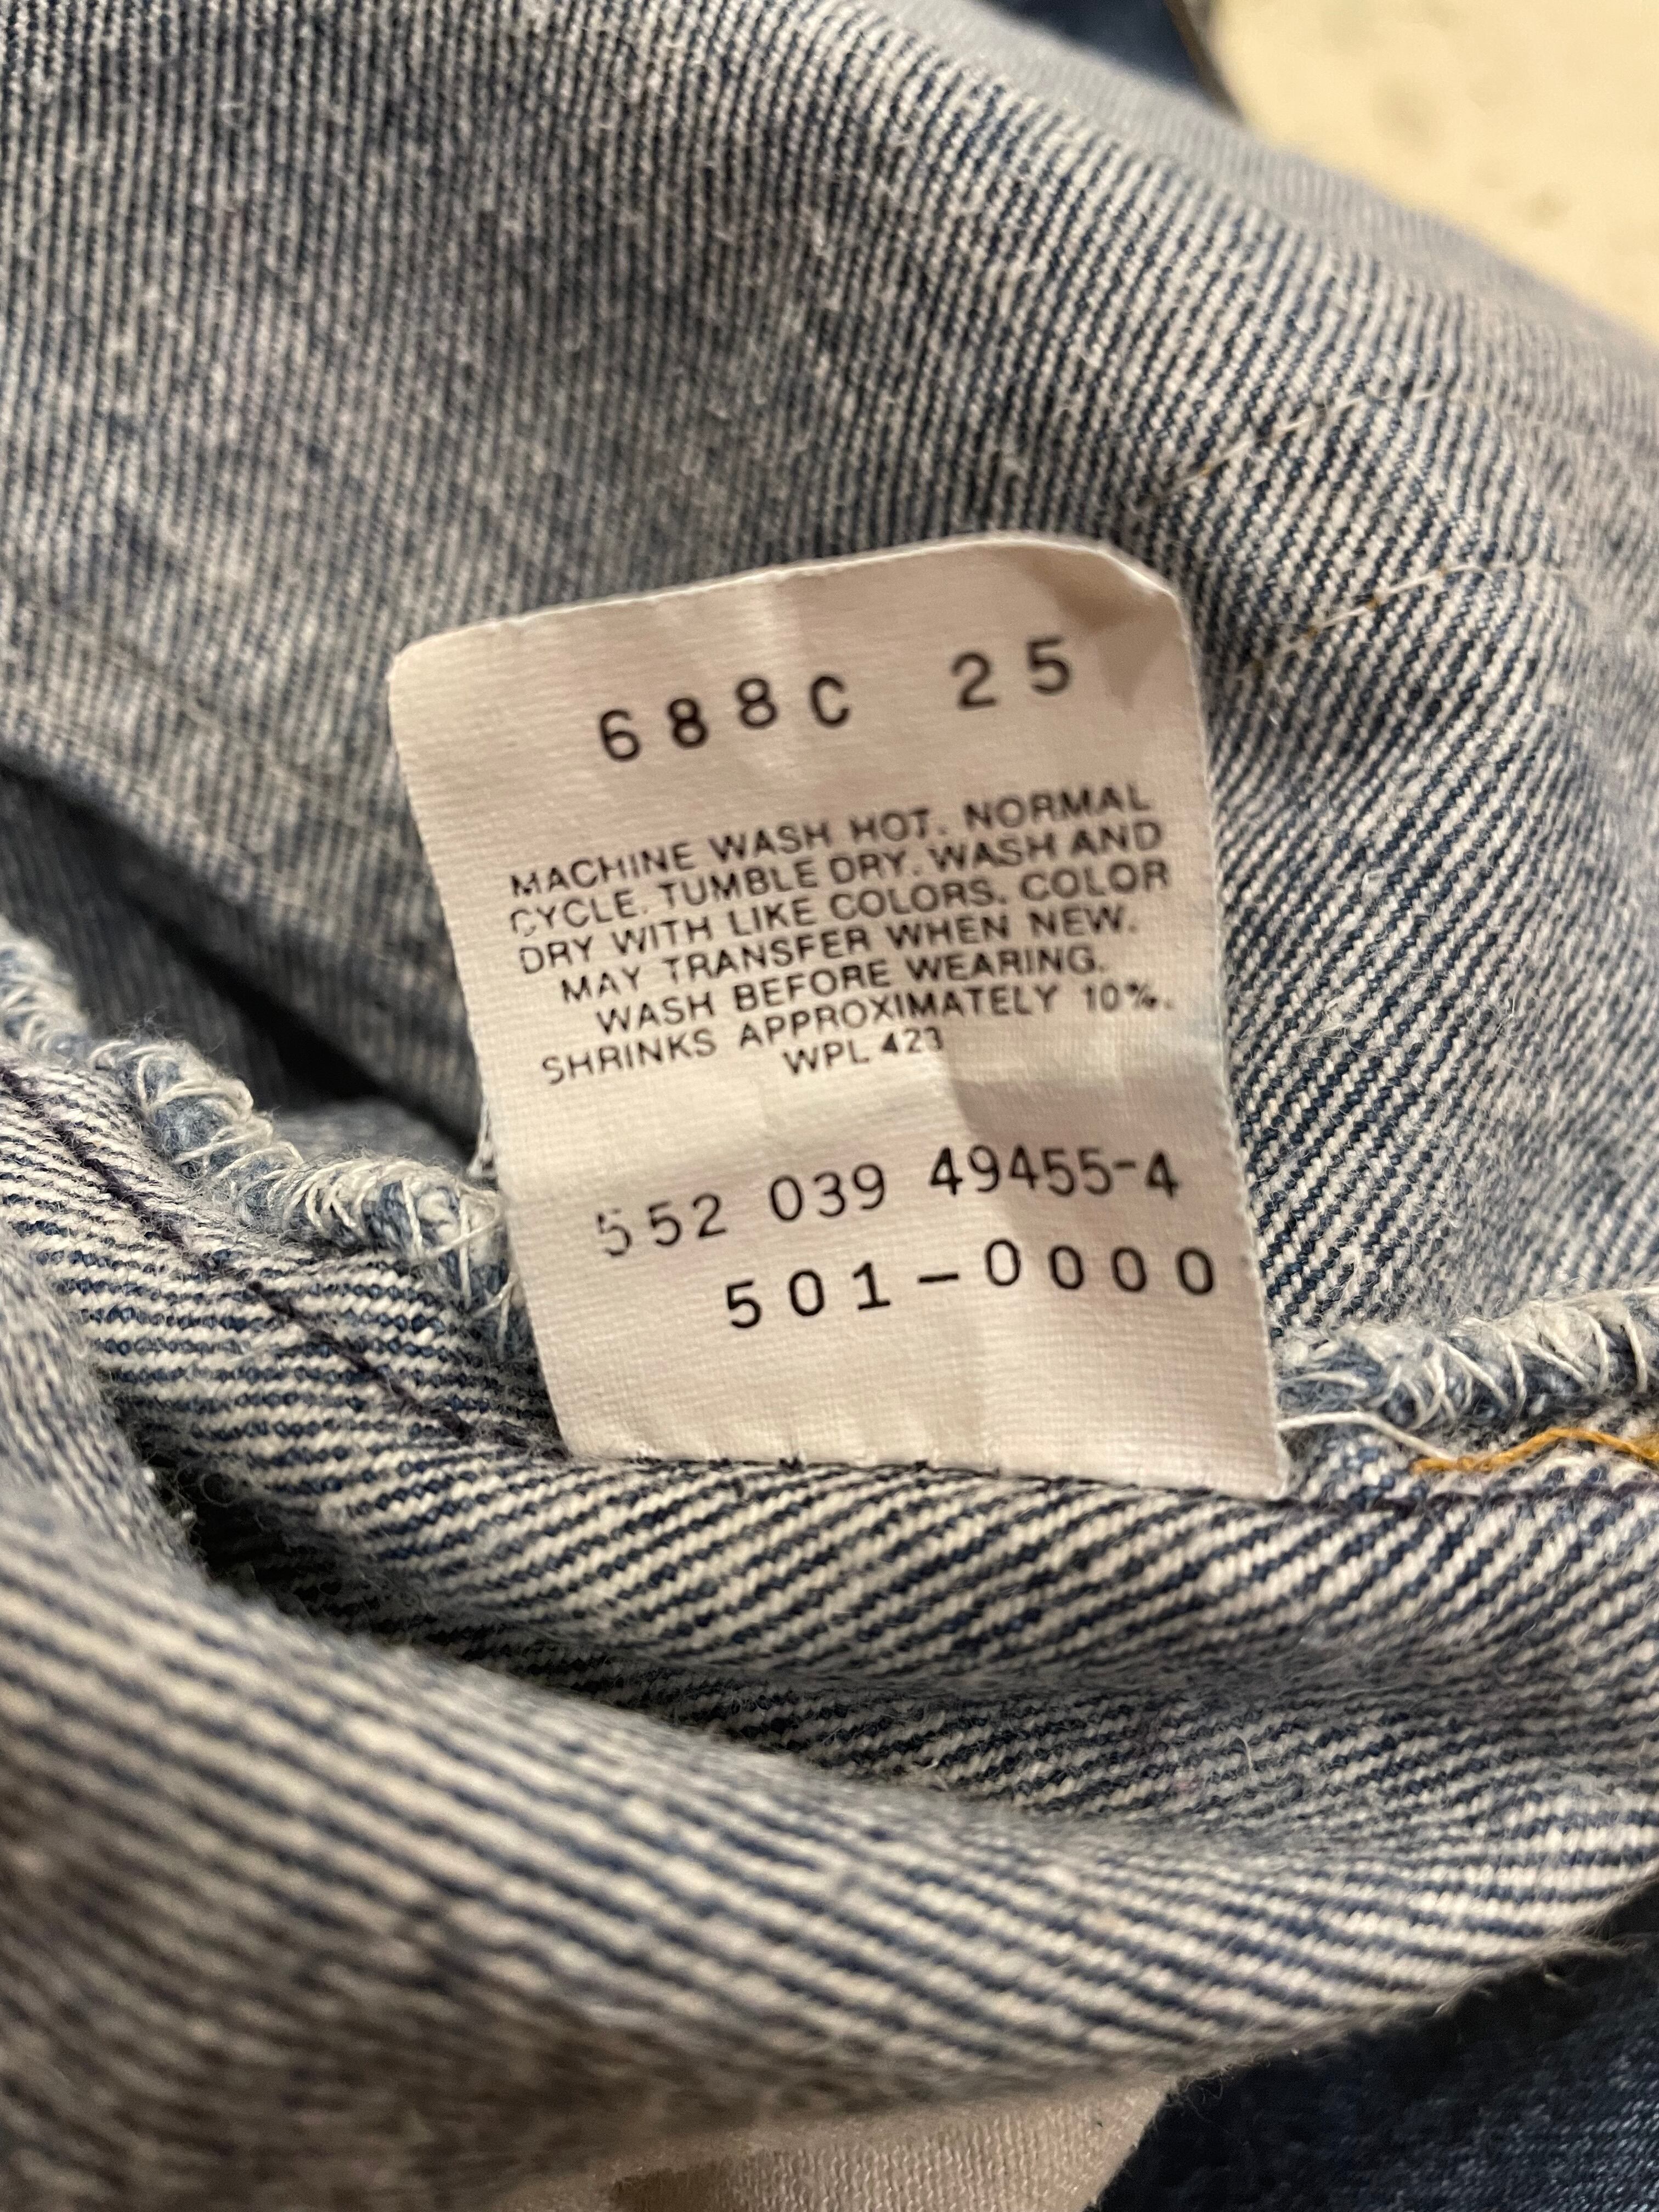 688C 25
MACHINE WASH HOT. NORMAL
CYCLE. TUMBLE DRY. WASH AND
DRY WITH LIKE COLORS. COLOR
MAY TRANSFER WHEN NEW.
WASH BEFORE WEARING.
SHRINKS APPROXIMATELY 10%.
WPL 423
552 039 49455-4
501-0000